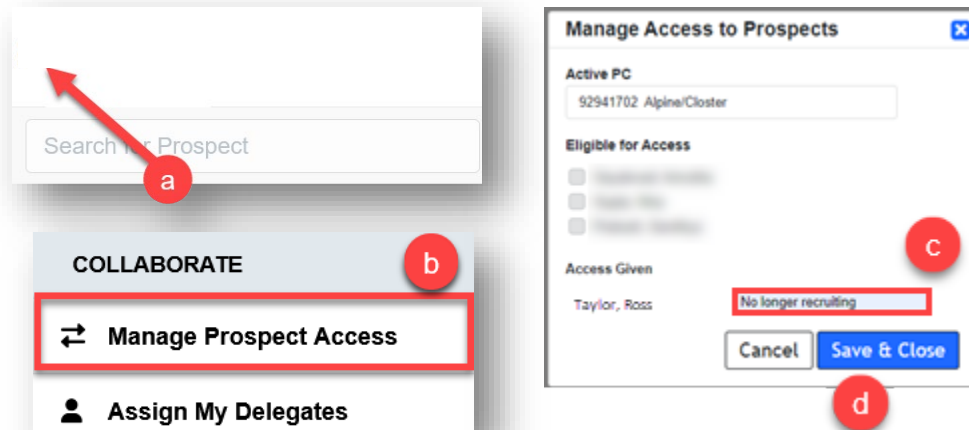 Search for Prospect
a
COLLABORATE
b
Manage Prospect Access
Assign My Delegates
Manage Access to Prospects
Active PC
92941702 Alpine/Closter
Eligible for Access
c
Access Given
Taylor, Ross
No longer recruiting
Cancel
Save & Close
d